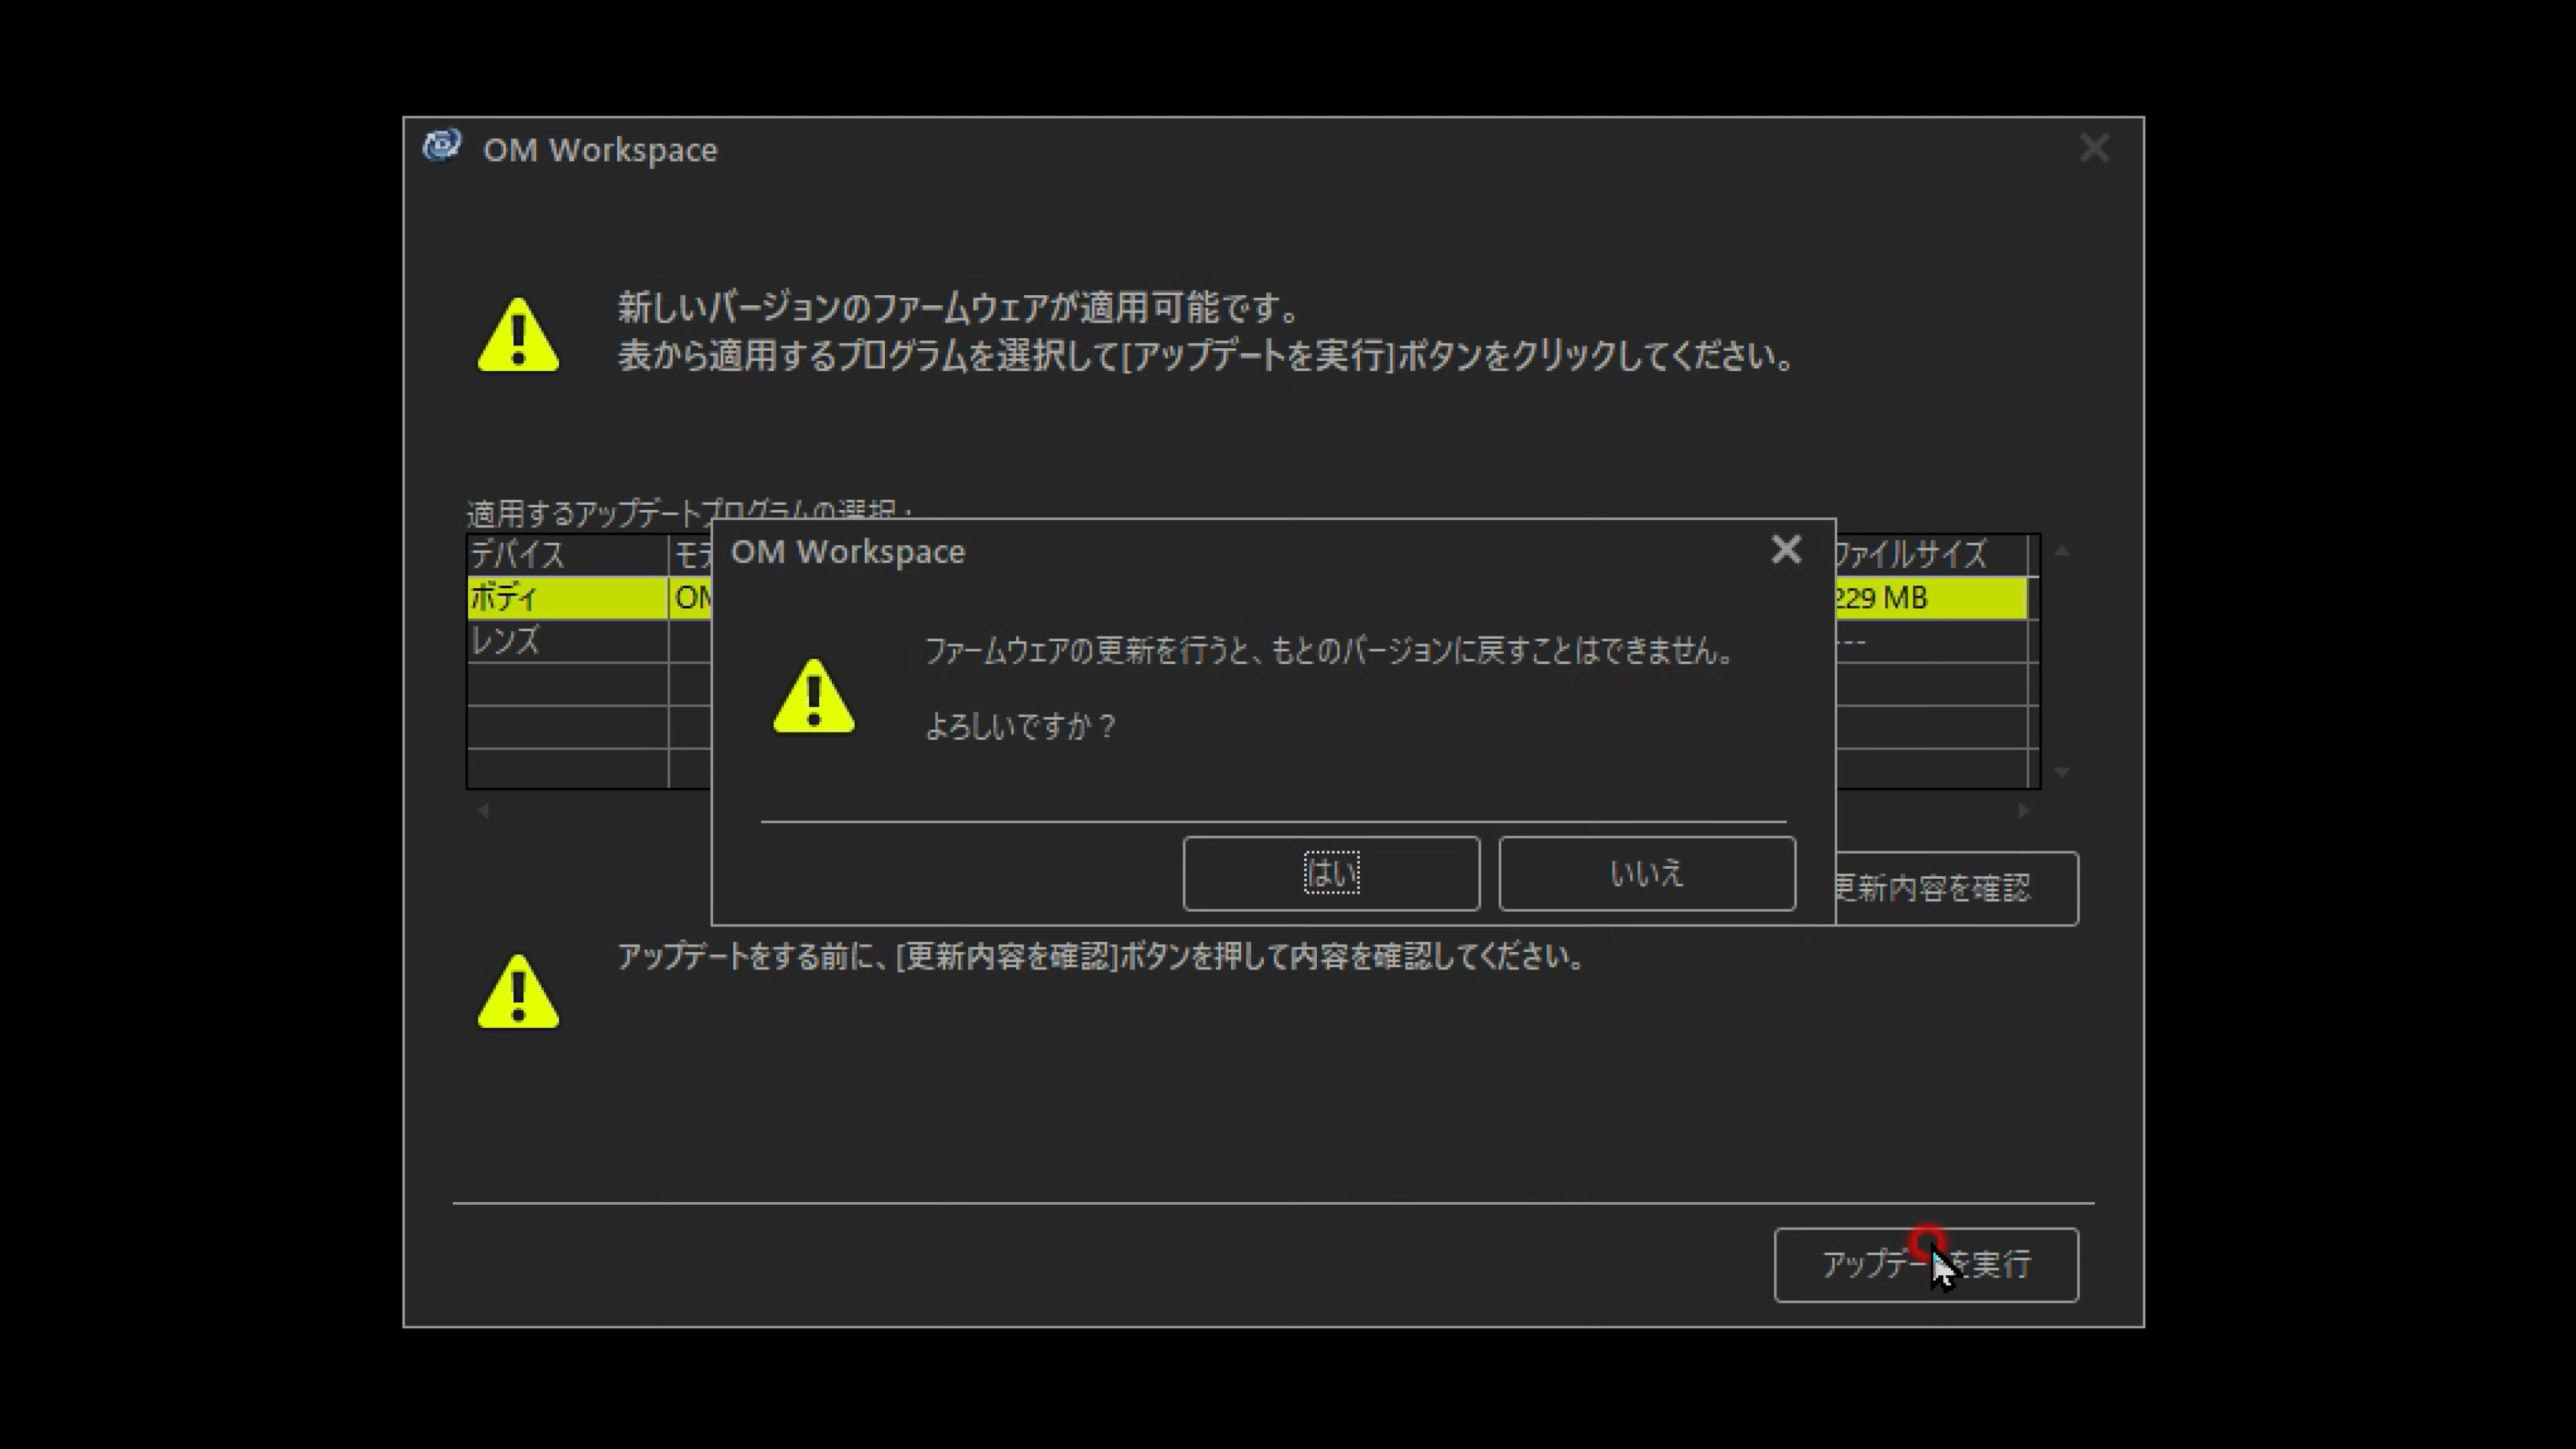 OM Workspace
新しいバージョンのファームウェアが適用可能です。
表から適用するプログラムを選択して[アップデートを実行]ボタンをクリックしてください。
適用するアップデートプログラムの選択：
デバイス モデ ファイルサイズ
ボディ OM 229 MB
レンズ ---
OM Workspace
ファームウェアの更新を行うと、もとのバージョンに戻すことはできません。
よろしいですか？
はい いいえ
更新内容を確認
アップデートをする前に、[更新内容を確認]ボタンを押して内容を確認してください。
アップデートを実行